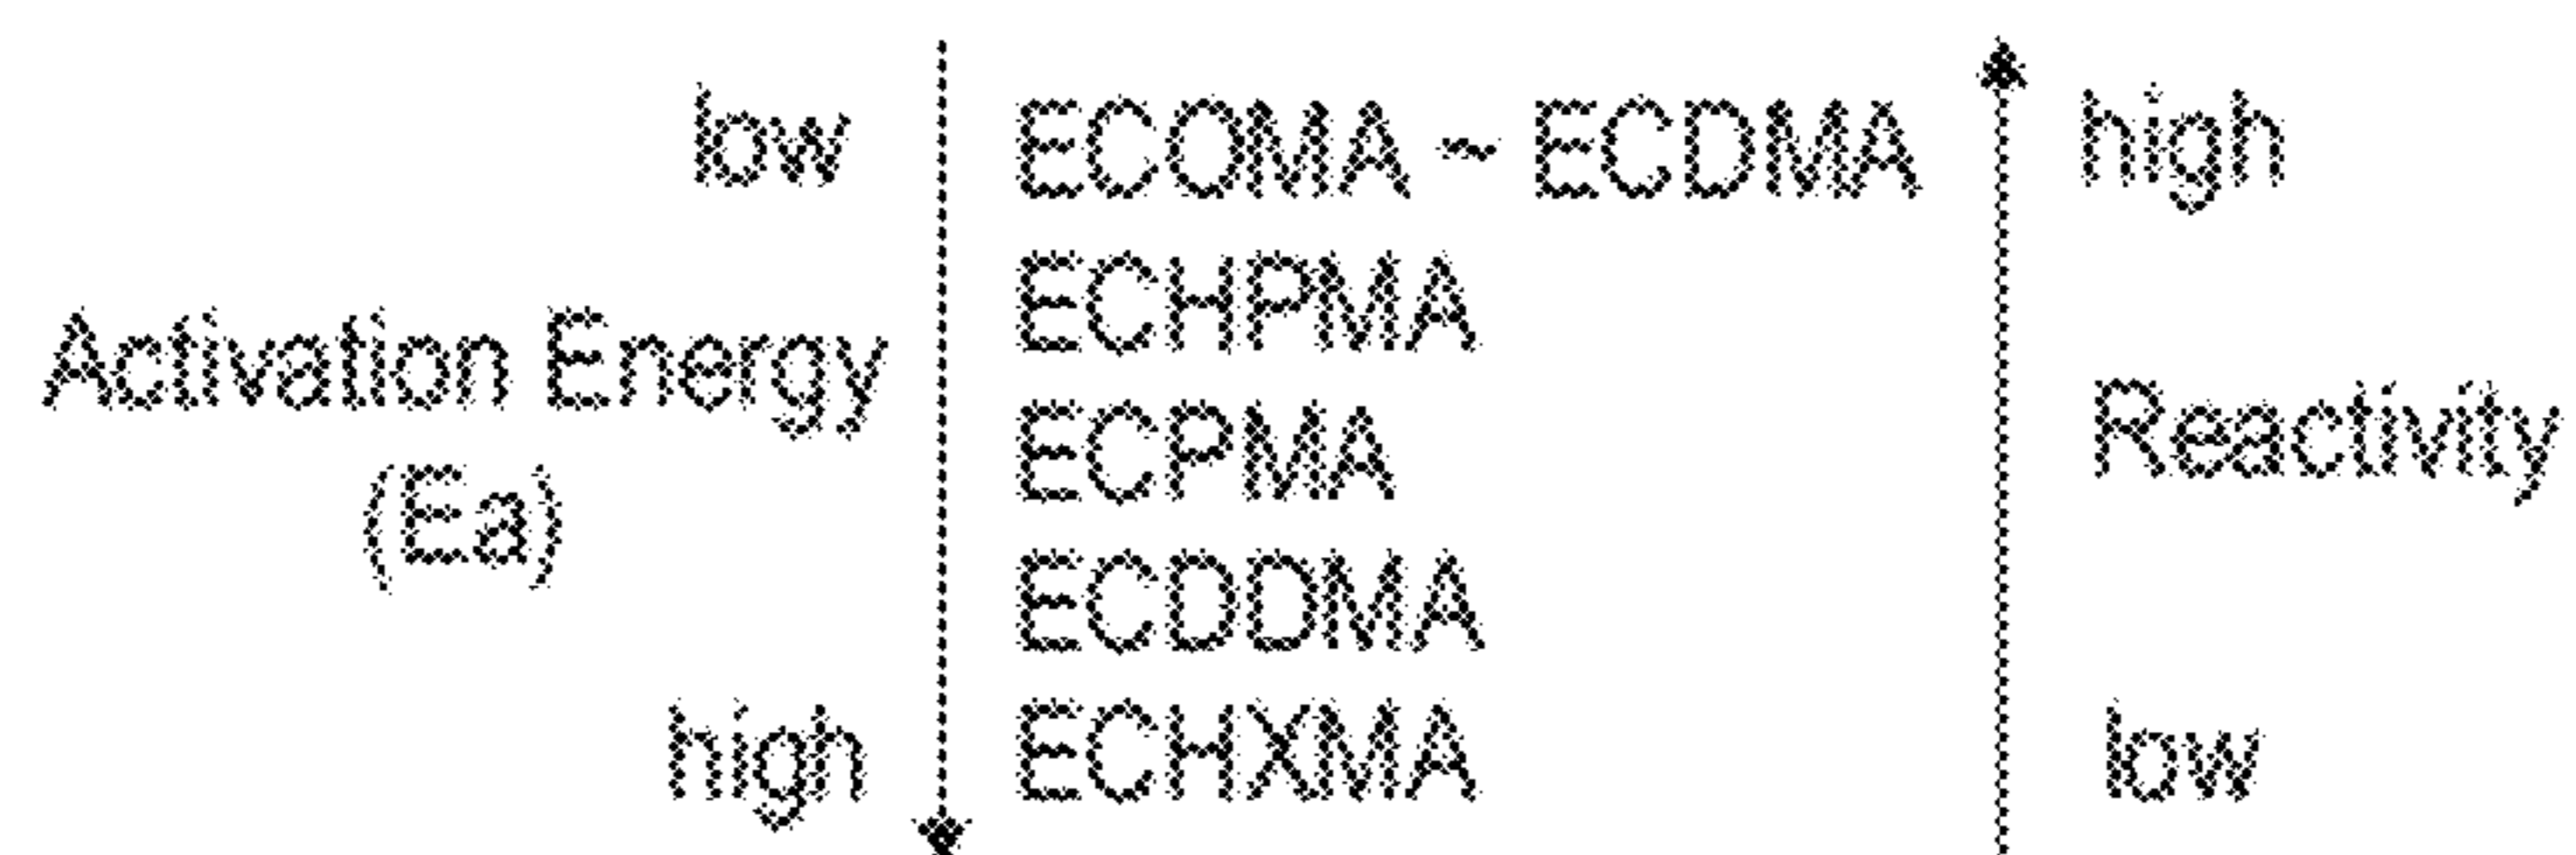 low
Activation Energy
(Ea)
high
ECOMA ~ ECDMA
ECHPMA
ECPMA
ECDDMA
ECHXMA
high
Reactivity
low